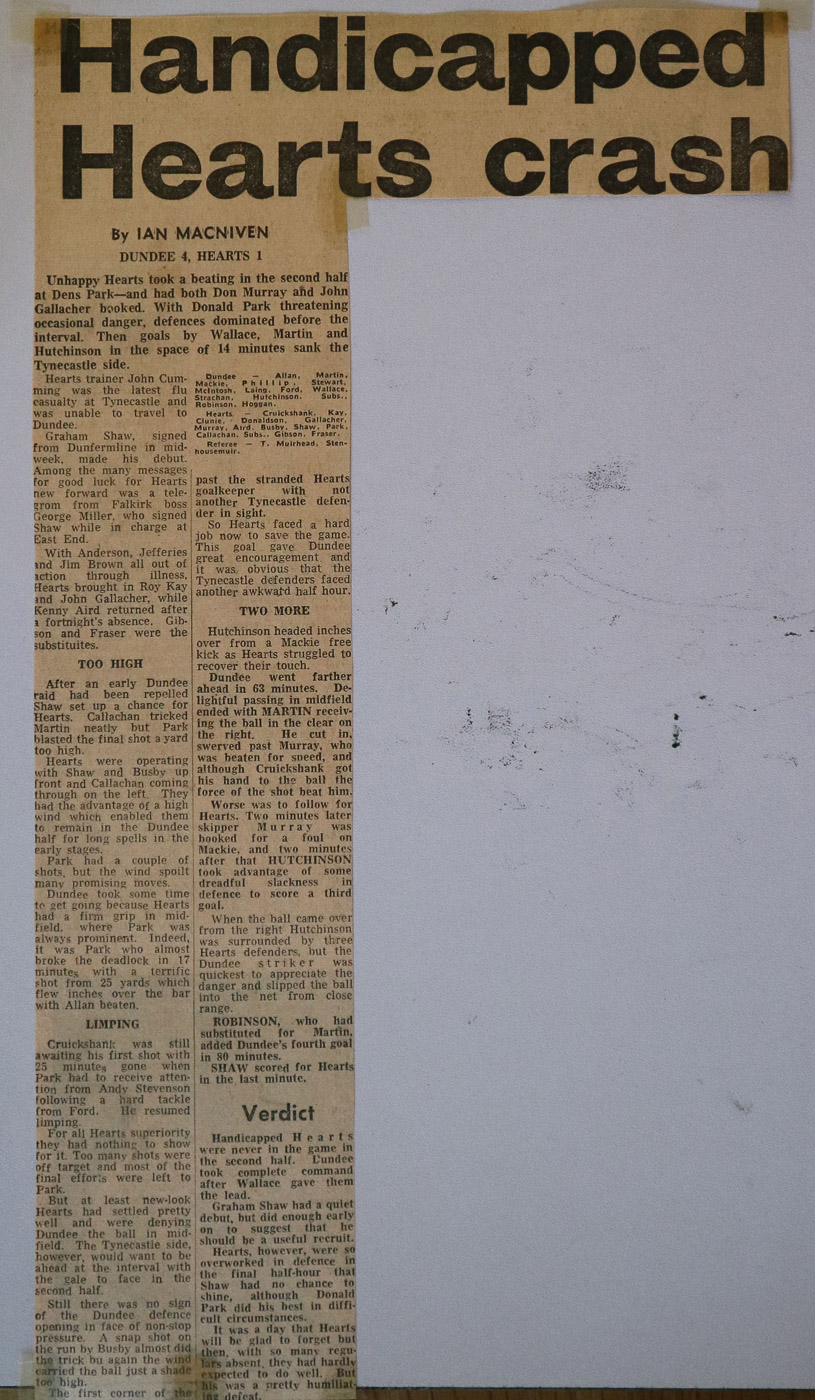 Handicapped
Hearts crash
By IAN MACNIVEN
DUNDEE 4, HEARTS 1
Unhappy Hearts took a beating in the second half
at Dens Park—and had both Don Murray and John
Gallacher booked. With Donald Park threatening
occasional danger, defences dominated before the
interval. Then goals by Wallace, Martin and
Hutchinson in the space of 14 minutes sank the
Tynecastle side.
Hearts trainer John Cum-
ming was the latest flu
casualty at Tynecastle and
was unable to travel to
Dundee.
Graham Shaw, signed
from Dunfermline in mid-
week, made his debut.
Among the many messages
for good luck for Hearts
new forward was a tele-
grom from Falkirk boss
George Miller, who signed
Shaw while in charge at
East End.
With Anderson, Jefferies
and Jim Brown all out of
action through illness,
Hearts brought in Roy Kay
and John Gallacher, while
Kenny Aird returned after
a fortnight's absence. Gib-
son and Fraser were the
substituites.
TOO HIGH
After an early Dundee
raid had been repelled
Shaw set up a chance for
Hearts. Callachan tricked
Martin neatly but Park
blasted the final shot a yard
too high.
Hearts were operating
with Shaw and Busby up
front and Callachan coming
through on the left. They
had the advantage of a high
wind which enabled them
to remain in the Dundee
half for long spells in the
early stages.
Park had a couple of
shots, but the wind spoilt
many promising moves.
Dundee took some time
to get going because Hearts
had a firm grip in mid-
field, where Park was
always prominent. Indeed,
it was Park who almost
broke the deadlock in 17
minutes with a terrific
shot from 25 yards which
flew inches over the bar
with Allan beaten.
LIMPING
Cruickshank was still
awaiting his first shot with
25 minutes gone when
Park had to receive atten-
tion from Andy Stevenson
following a hard tackle
from Ford. He resumed
limping.
For all Hearts superiority
they had nothing to show
for it. Too many shots were
off target and most of the
final efforts were left to
Park.
But at least new-look
Hearts had settled pretty
well and were denying
Dundee the ball in mid-
field. The Tynecastle side,
however, would want to be
ahead at the interval with
the gale to face in the
second half.
Still there was no sign
of the Dundee defence
opening in face of non-stop
pressure. A snap shot on
the run by Busby almost did
the trick bu again the wind
carried the ball just a shade
too high.
The first corner of the
Dundee — Allan, Martin,
Mackie, Phillip, Stewart,
McIntosh, Laing, Ford, Wallace,
Strachan, Hutchinson. Subs.,
Robinson, Hoggan.
Hearts — Cruickshank, Kay,
Clunie, Donaldson, Gallacher,
Murray, Aird, Busby, Shaw, Park,
Callachan. Subs., Gibson, Fraser.
Referee — T. Muirhead, Sten-
housemuir.
past the stranded Hearts
goalkeeper with not
another Tynecastle defen-
der in sight.
So Hearts faced a hard
job now to save the game.
This goal gave Dundee
great encouragement and
it was obvious that the
Tynecastle defenders faced
another awkward half hour.
TWO MORE
Hutchinson headed inches
over from a Mackie free
kick as Hearts struggled to
recover their touch.
Dundee went farther
ahead in 63 minutes. De-
lightful passing in midfield
ended with MARTIN receiv-
ing the ball in the clear on
the right. He cut in,
swerved past Murray, who
was beaten for speed, and
although Cruickshank got
his hand to the ball the
force of the shot beat him.
Worse was to follow for
Hearts. Two minutes later
skipper Murray was
booked for a foul on
Mackie, and two minutes
after that HUTCHINSON
took advantage of some
dreadful slackness in
defence to score a third
goal.
When the ball came over
from the right Hutchinson
was surrounded by three
Hearts defenders, but the
Dundee striker was
quickest to appreciate the
danger and slipped the ball
into the net from close
range.
ROBINSON, who had
substituted for Martin,
added Dundee's fourth goal
in 80 minutes.
SHAW scored for Hearts
in the last minute.
Verdict
Handicapped Hearts
were never in the game in
the second half. Dundee
took complete command
after Wallace gave them
the lead.
Graham Shaw had a quiet
debut, but did enough early
on to suggest that he
should be a useful recruit.
Hearts, however, were so
overworked in defence in
the final half-hour that
Shaw had no chance to
shine, although Donald
Park did his best in diffi-
cult circumstances.
It was a day that Hearts
will be glad to forget but
then, with so many regu-
lars absent, they had hardly
expected to do well. But
this was a pretty humiliat-
ing defeat.